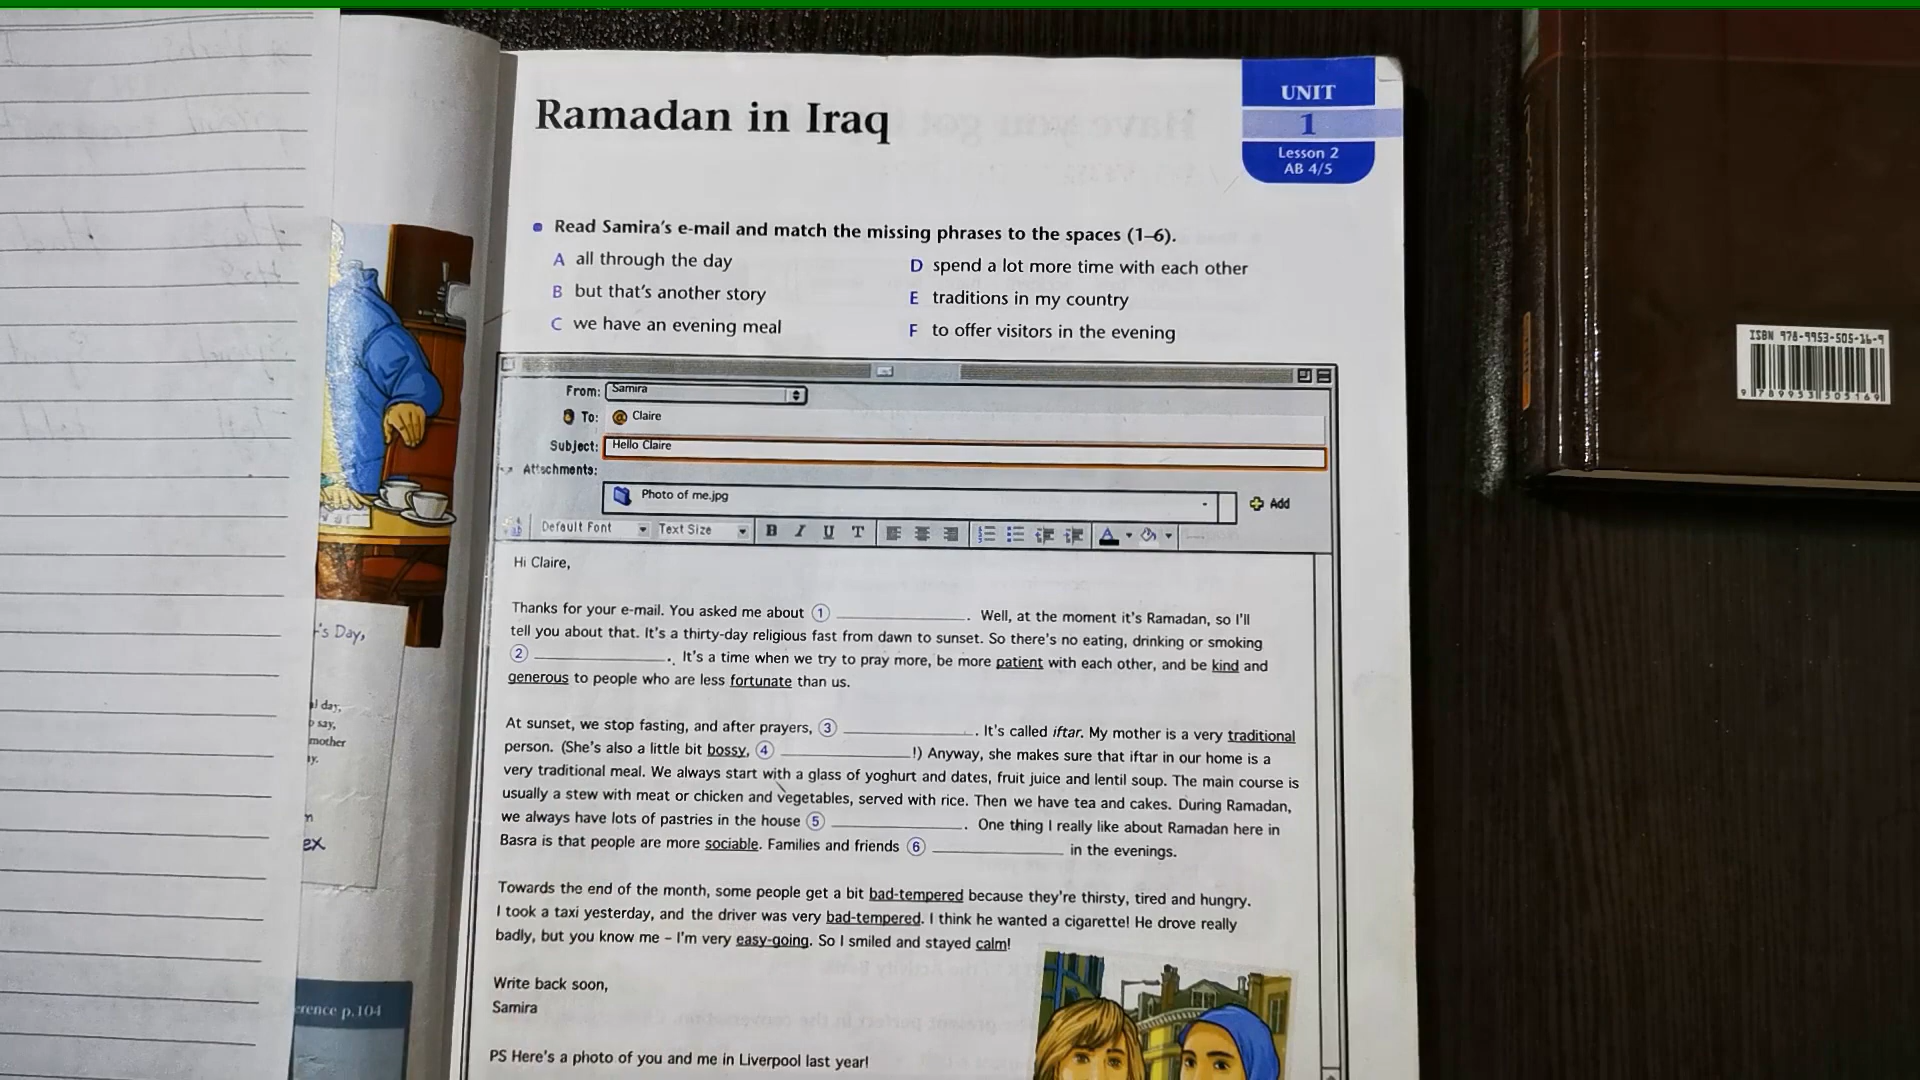 Ramadan in Iraq
UNIT
1
Lesson 2
AB 4/5
Read Samira's e-mail and match the missing phrases to the spaces (1–6).
A all through the day
B but that's another story
C we have an evening meal
D spend a lot more time with each other
E traditions in my country
F to offer visitors in the evening
From: Samira
To: Claire
Subject: Hello Claire
Attachments:
Photo of me.jpg
Add
Default Font Text Size B I U T
Hi Claire,
Thanks for your e-mail. You asked me about 1 ____________. Well, at the moment it's Ramadan, so I'll
tell you about that. It's a thirty-day religious fast from dawn to sunset. So there's no eating, drinking or smoking
2 ____________. It's a time when we try to pray more, be more patient with each other, and be kind and
generous to people who are less fortunate than us.
At sunset, we stop fasting, and after prayers, 3 ____________. It's called iftar. My mother is a very traditional
person. (She's also a little bit bossy, 4 ____________!) Anyway, she makes sure that iftar in our home is a
very traditional meal. We always start with a glass of yoghurt and dates, fruit juice and lentil soup. The main course is
usually a stew with meat or chicken and vegetables, served with rice. Then we have tea and cakes. During Ramadan,
we always have lots of pastries in the house 5 ____________. One thing I really like about Ramadan here in
Basra is that people are more sociable. Families and friends 6 ____________ in the evenings.
Towards the end of the month, some people get a bit bad-tempered because they're thirsty, tired and hungry.
I took a taxi yesterday, and the driver was very bad-tempered. I think he wanted a cigarette! He drove really
badly, but you know me – I'm very easy-going. So I smiled and stayed calm!
Write back soon,
Samira
PS Here's a photo of you and me in Liverpool last year!
's Day,
day,
say,
mother
ex
p.104
ISBN 978-9953-505-16-9
9 789953 505169